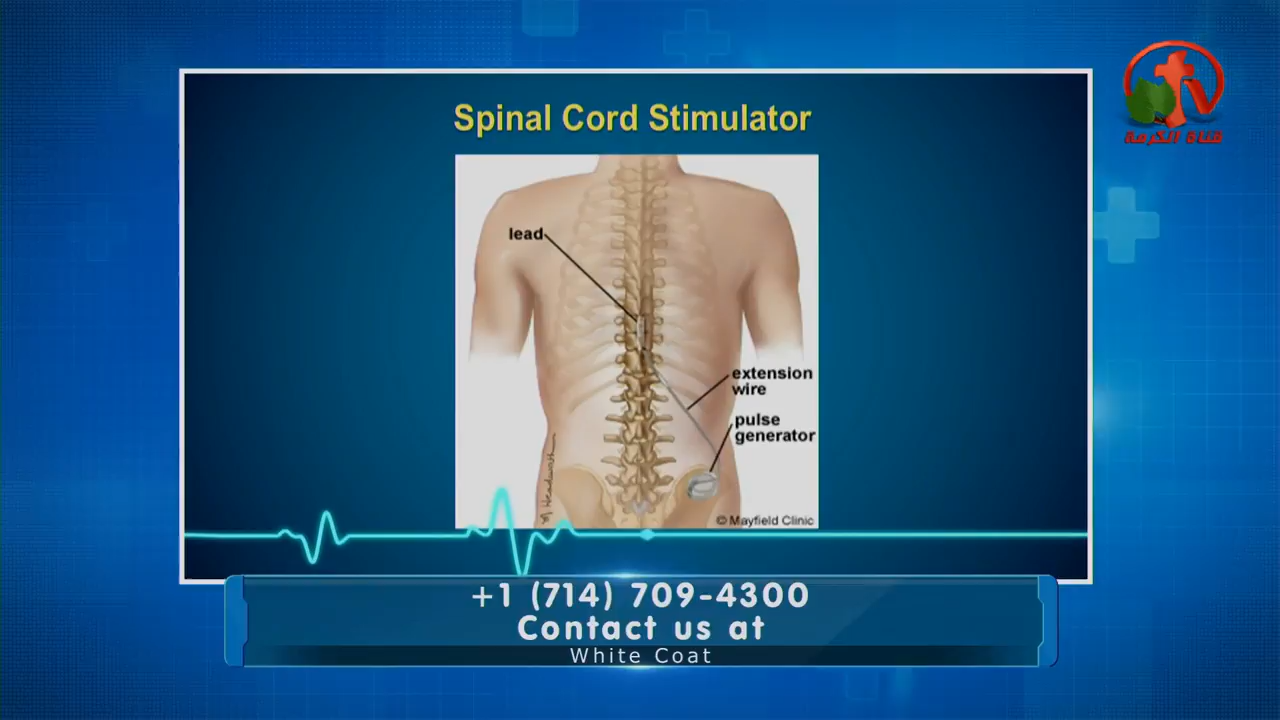 Spinal Cord Stimulator
قناة الكرمة
lead
extension
wire
pulse
generator
© Mayfield Clinic
+1 (714) 709-4300
Contact us at
White Coat